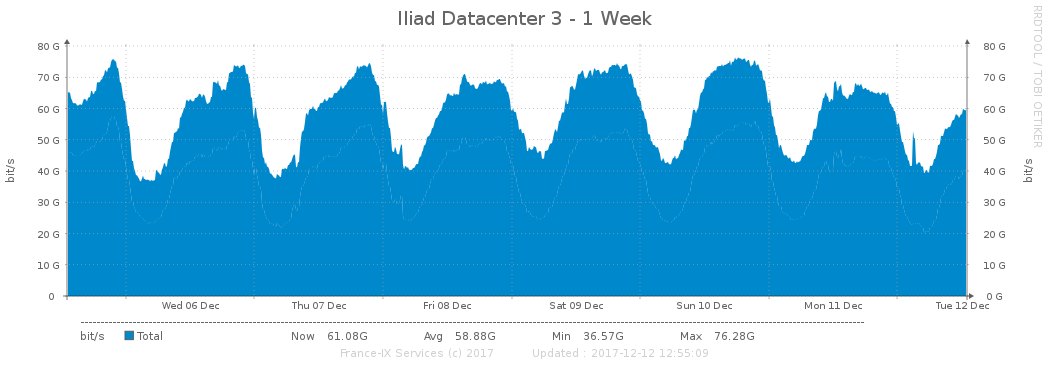 Iliad Datacenter 3 - 1 Week
RRDTOOL / TOBI OETIKER
80 G 80 G
70 G 70 G
60 G 60 G
50 G 50 G
40 G 40 G
30 G 30 G
20 G 20 G
10 G 10 G
0 0 G
bit/s bit/s
Wed 06 Dec Thu 07 Dec Fri 08 Dec Sat 09 Dec Sun 10 Dec Mon 11 Dec Tue 12 Dec
bit/s Total Now 61.08G Avg 58.88G Min 36.57G Max 76.28G
France-IX Services (c) 2017 Updated : 2017-12-12 12:55:09